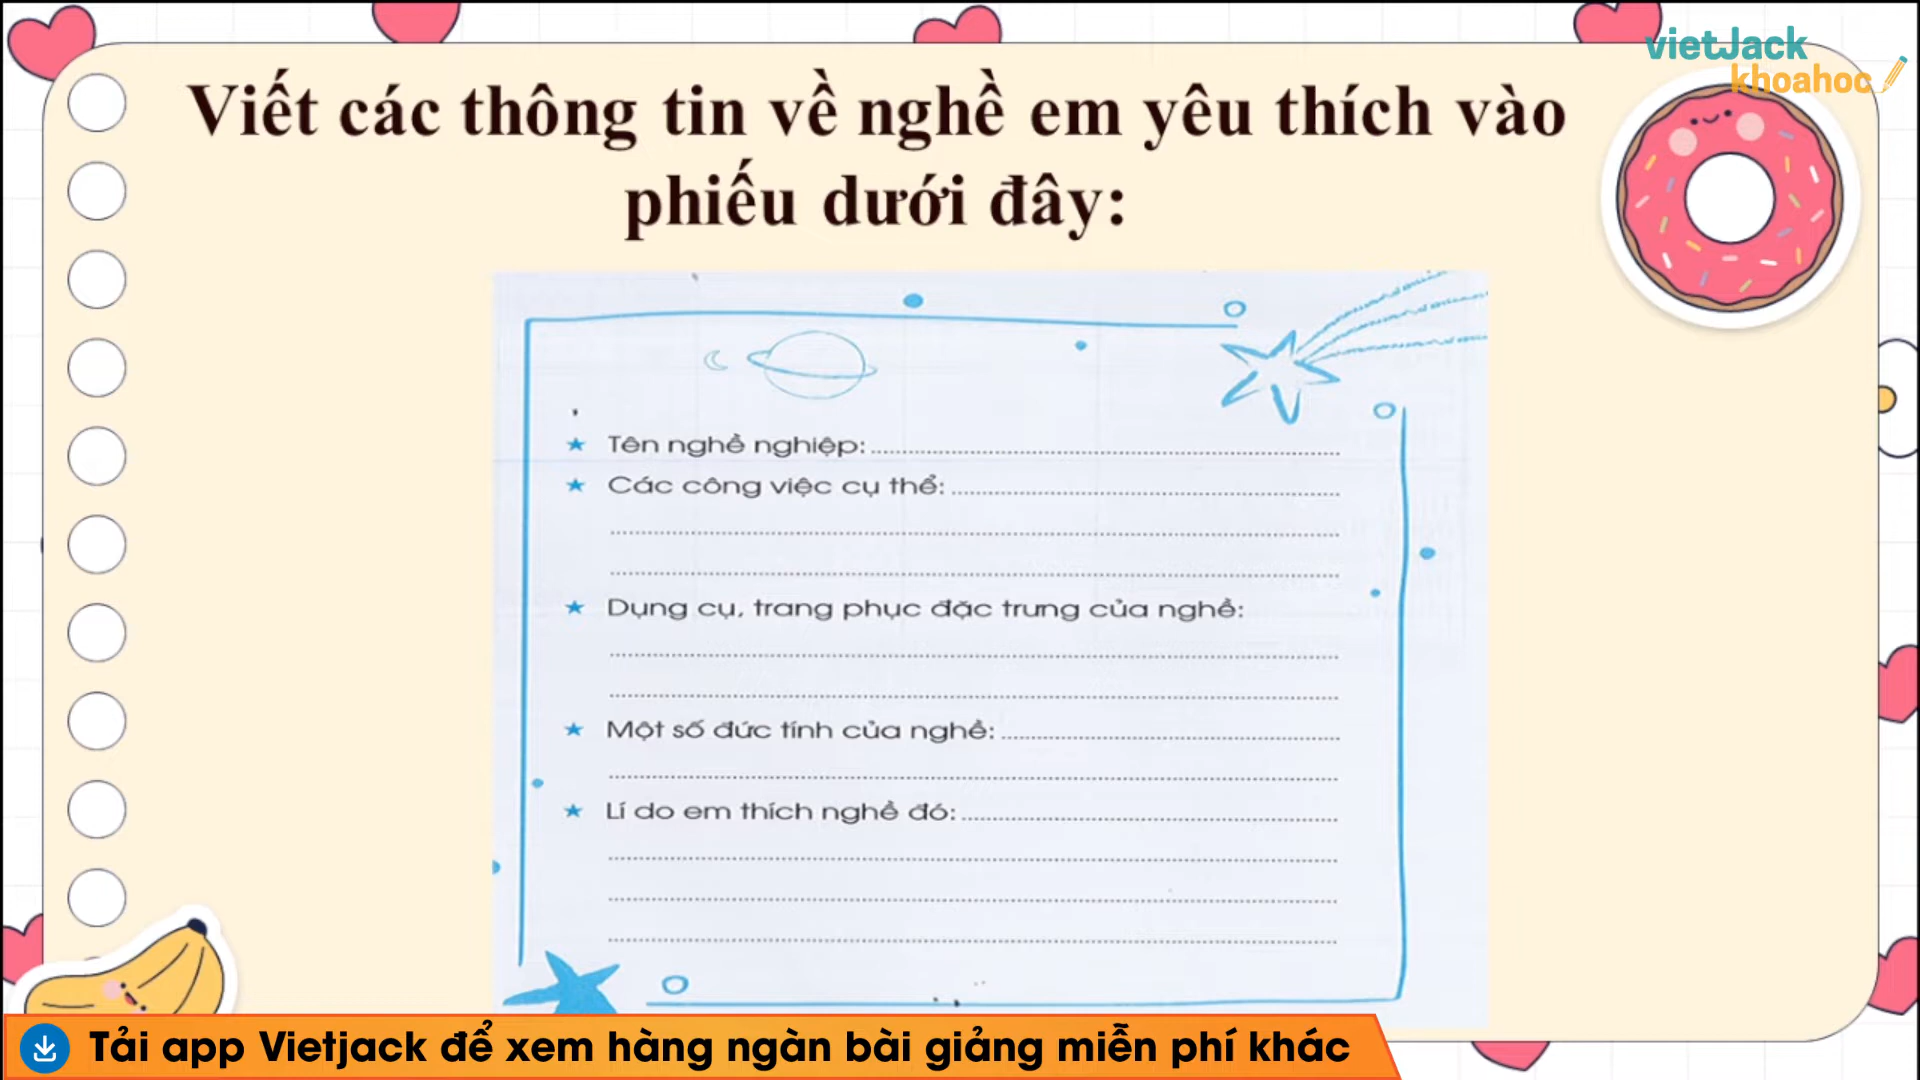 vietJack
khoahoc
Viết các thông tin về nghề em yêu thích vào
phiếu dưới đây:
Tên nghề nghiệp:
Các công việc cụ thể:
Dụng cụ, trang phục đặc trưng của nghề:
Một số đức tính của nghề:
Lí do em thích nghề đó:
Tải app Vietjack để xem hàng ngàn bài giảng miễn phí khác